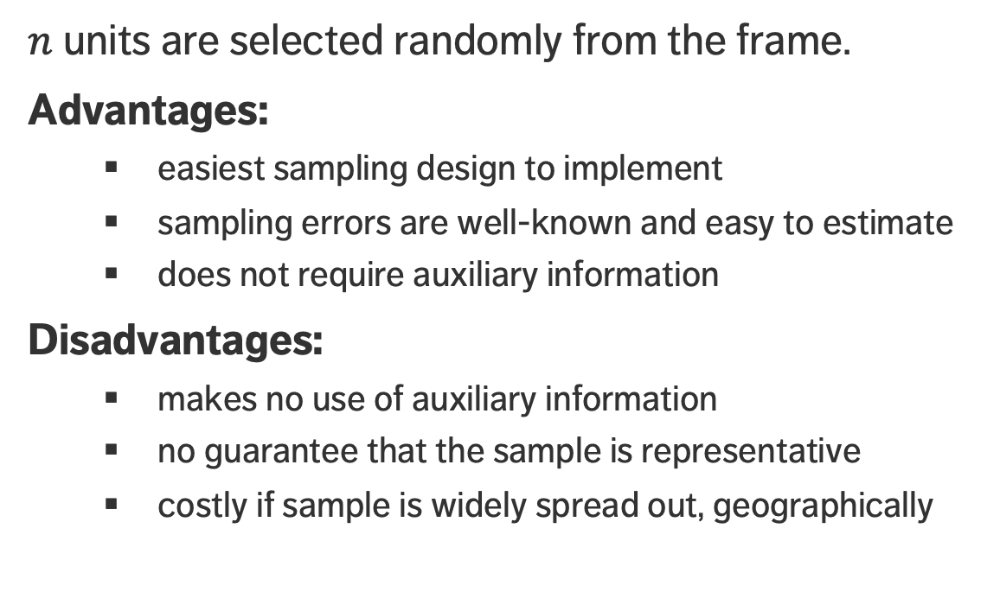 n units are selected randomly from the frame.
Advantages:
▪ easiest sampling design to implement
▪ sampling errors are well-known and easy to estimate
▪ does not require auxiliary information
Disadvantages:
▪ makes no use of auxiliary information
▪ no guarantee that the sample is representative
▪ costly if sample is widely spread out, geographically